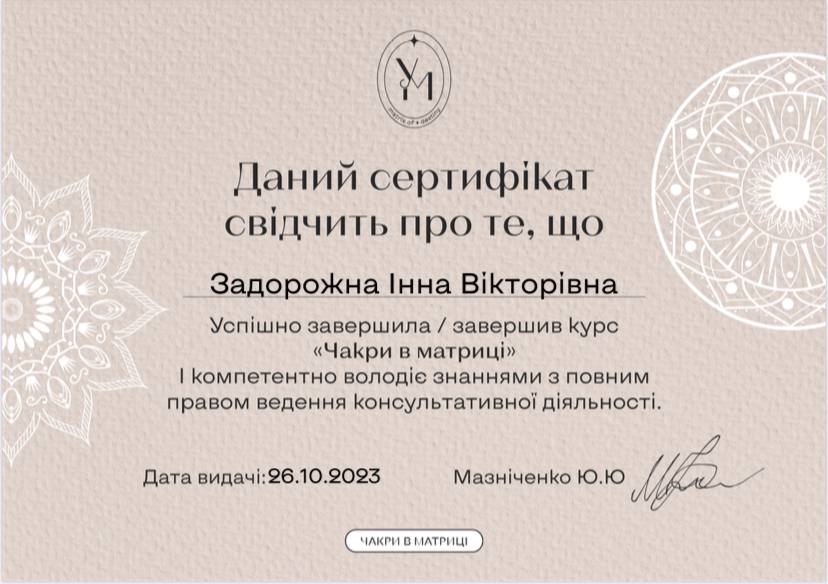 УМ
matrix of • destiny
Даний сертифікат
свідчить про те, що
Задорожна Інна Вікторівна
Успішно завершила / завершив курс
«Чакри в матриці»
І компетентно володіє знаннями з повним
правом ведення консультативної діяльності.
Дата видачі:26.10.2023 Мазніченко Ю.Ю
ЧАКРИ В МАТРИЦІ